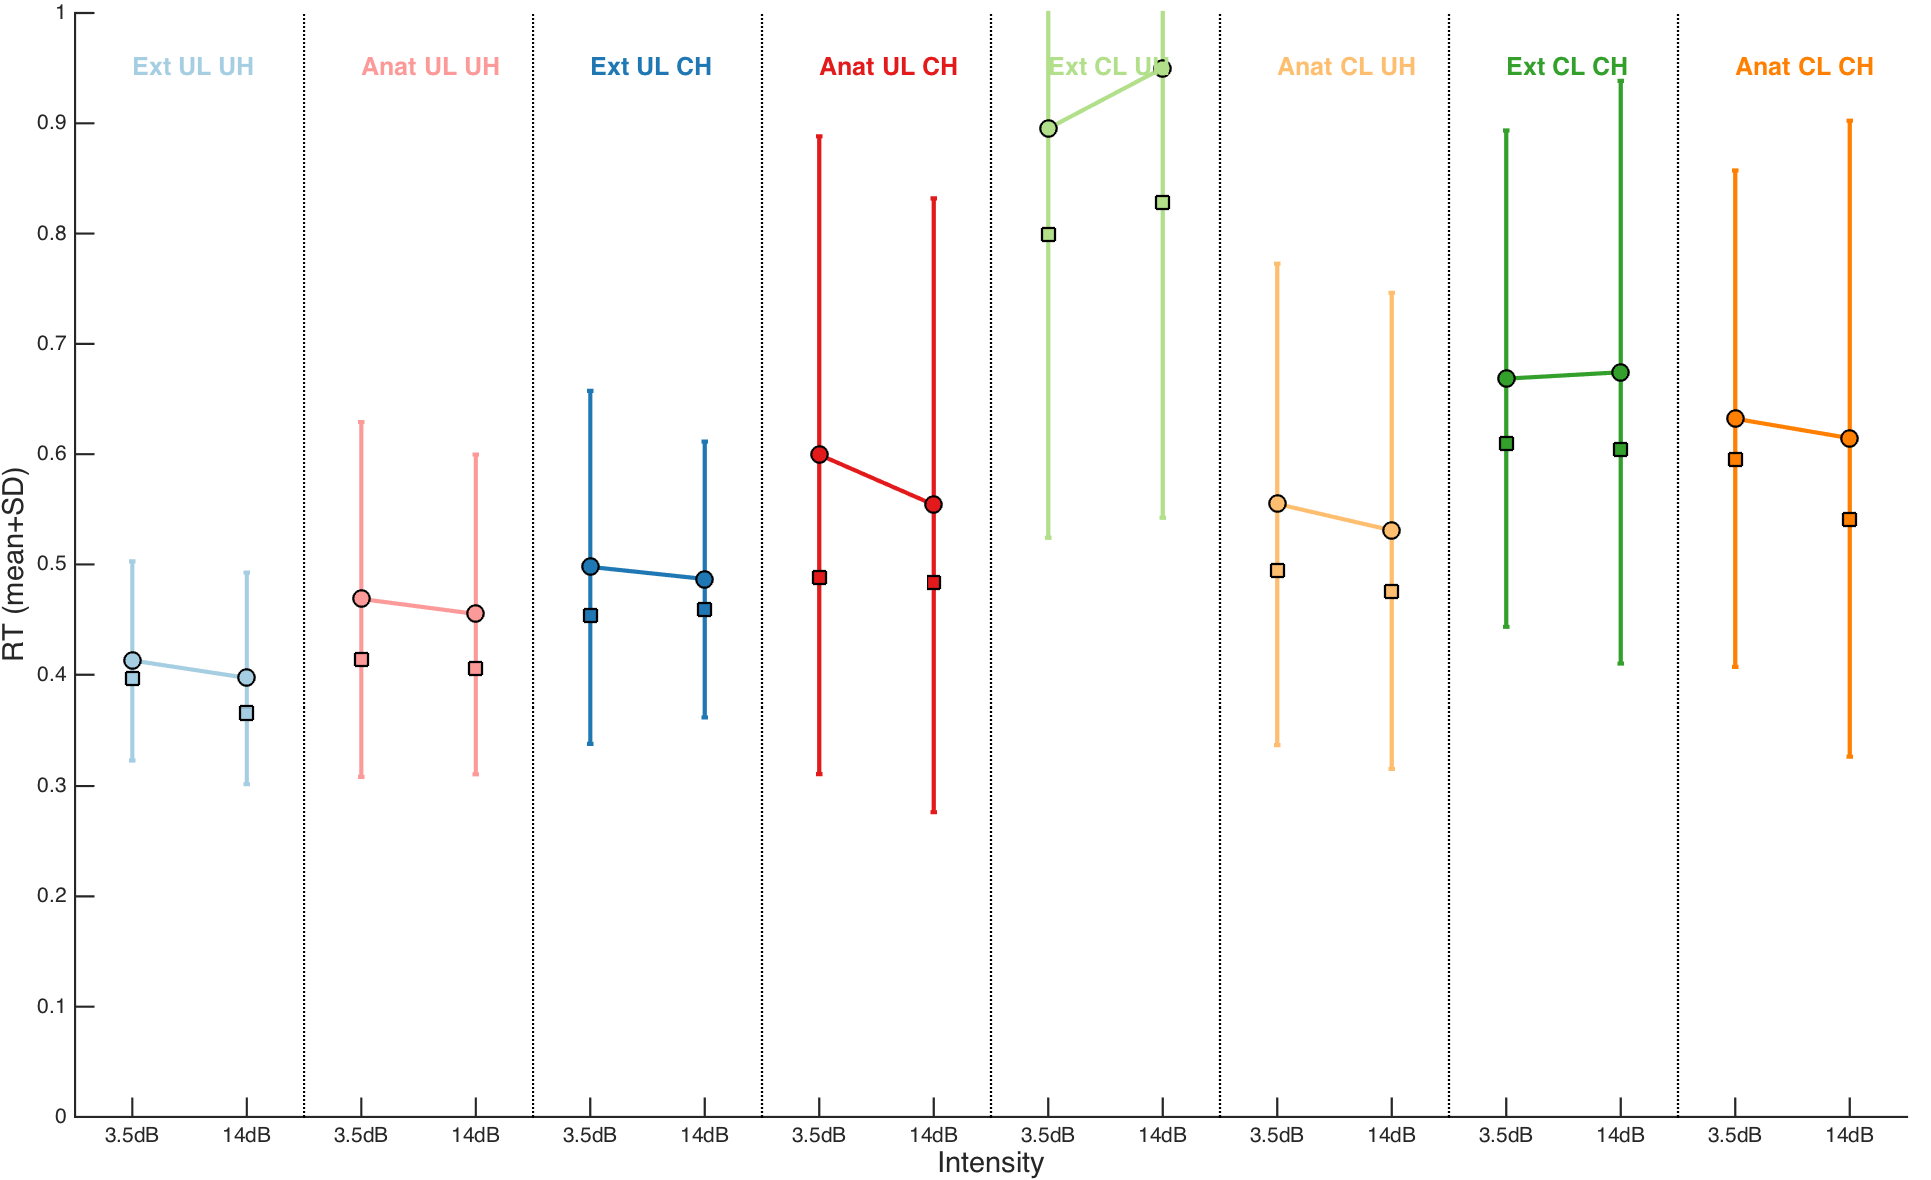 1
Ext UL UH Anat UL UH Ext UL CH Anat UL CH Ext CL UH Anat CL UH Ext CL CH Anat CL CH
0.9
0.8
0.7
0.6
0.5
0.4
0.3
0.2
0.1
0
RT (mean+SD)
3.5dB 14dB 3.5dB 14dB 3.5dB 14dB 3.5dB 14dB 3.5dB 14dB 3.5dB 14dB 3.5dB 14dB 3.5dB 14dB
Intensity